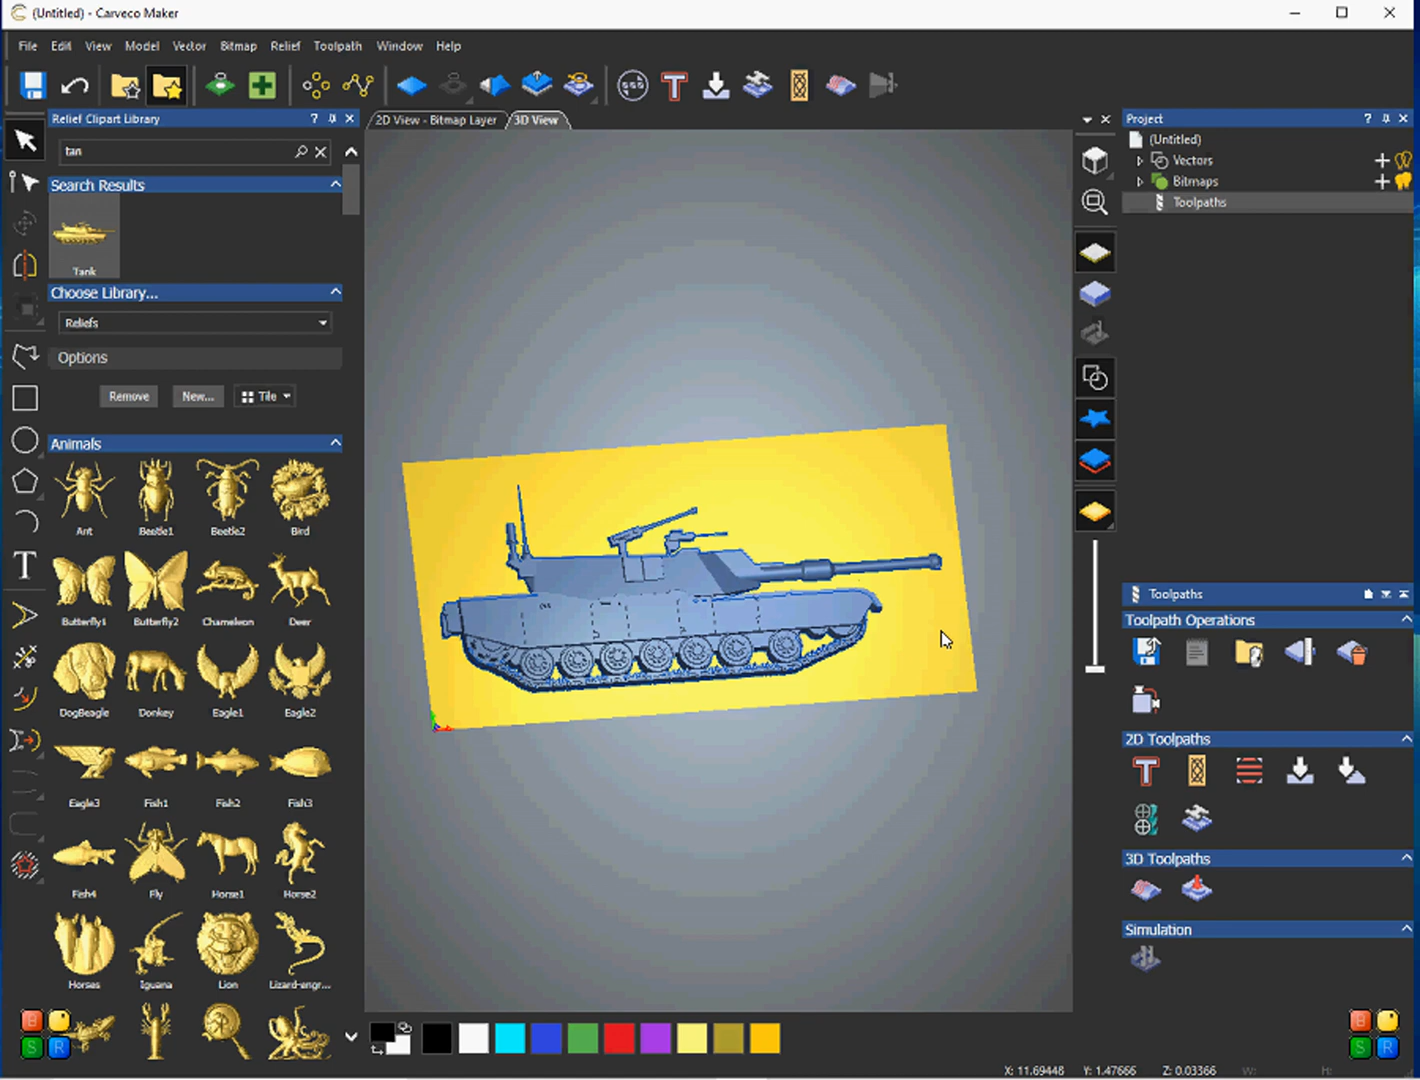 (Untitled) - Carveco Maker
File Edit View Model Vector Bitmap Relief Toolpath Window Help
Relief Clipart Library ?
2D View - Bitmap Layer 3D View
Project ?
tan
(Untitled)
Vectors
Bitmaps
Toolpaths
Search Results
Tank
Choose Library...
Reliefs
Options
Remove New... Tile
Animals
Ant Beetle1 Beetle2 Bird
Butterfly1 Butterfly2 Chameleon Deer
DogBeagle Donkey Eagle1 Eagle2
Eagle3 Fish1 Fish2 Fish3
Fish4 Fly Horse1 Horse2
Horses Iguana Lion Lizard-engr...
Toolpaths
Toolpath Operations
2D Toolpaths
3D Toolpaths
Simulation
B
S R
B
S R
X: 11.69448 Y: 1.47666 Z: 0.03366 W: H: